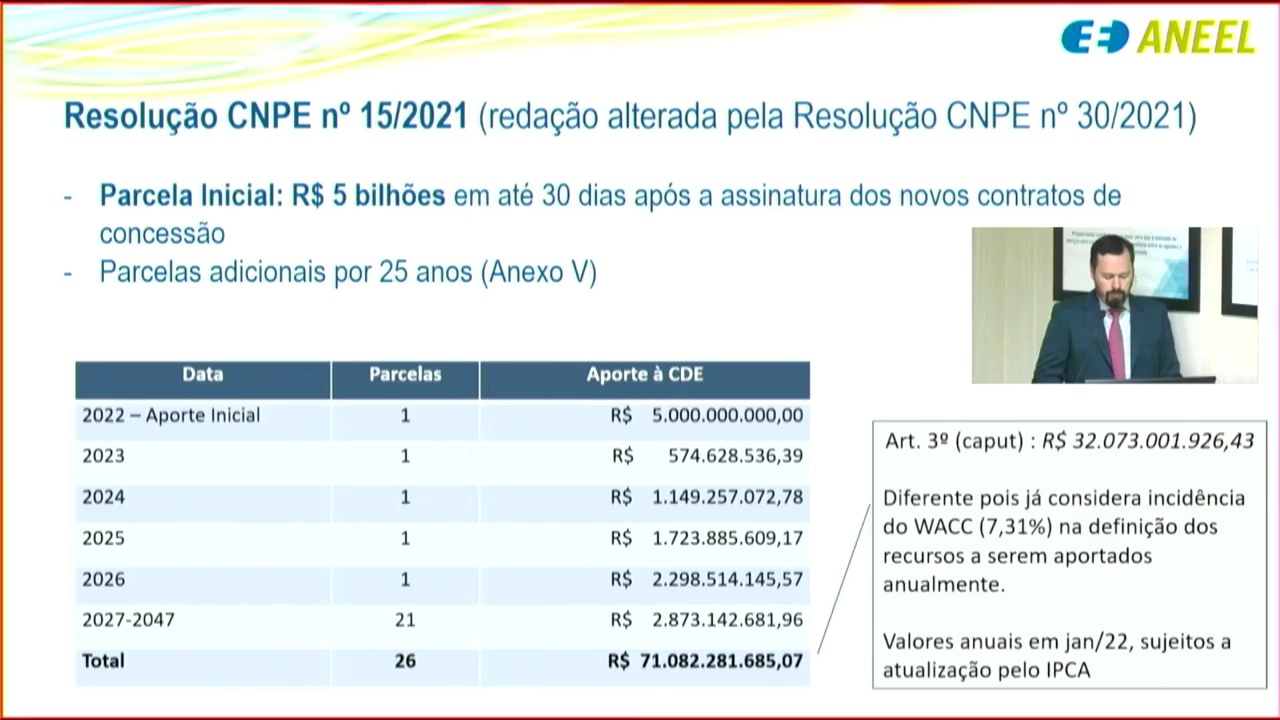 ANEEL
Resolução CNPE nº 15/2021 (redação alterada pela Resolução CNPE nº 30/2021)
- Parcela Inicial: R$ 5 bilhões em até 30 dias após a assinatura dos novos contratos de
concessão
- Parcelas adicionais por 25 anos (Anexo V)
Data Parcelas Aporte à CDE
2022 – Aporte Inicial 1 R$ 5.000.000.000,00
2023 1 R$ 574.628.536,39
2024 1 R$ 1.149.257.072,78
2025 1 R$ 1.723.885.609,17
2026 1 R$ 2.298.514.145,57
2027-2047 21 R$ 2.873.142.681,96
Total 26 R$ 71.082.281.685,07
Art. 3º (caput) : R$ 32.073.001.926,43
Diferente pois já considera incidência
do WACC (7,31%) na definição dos
recursos a serem aportados
anualmente.
Valores anuais em jan/22, sujeitos a
atualização pelo IPCA